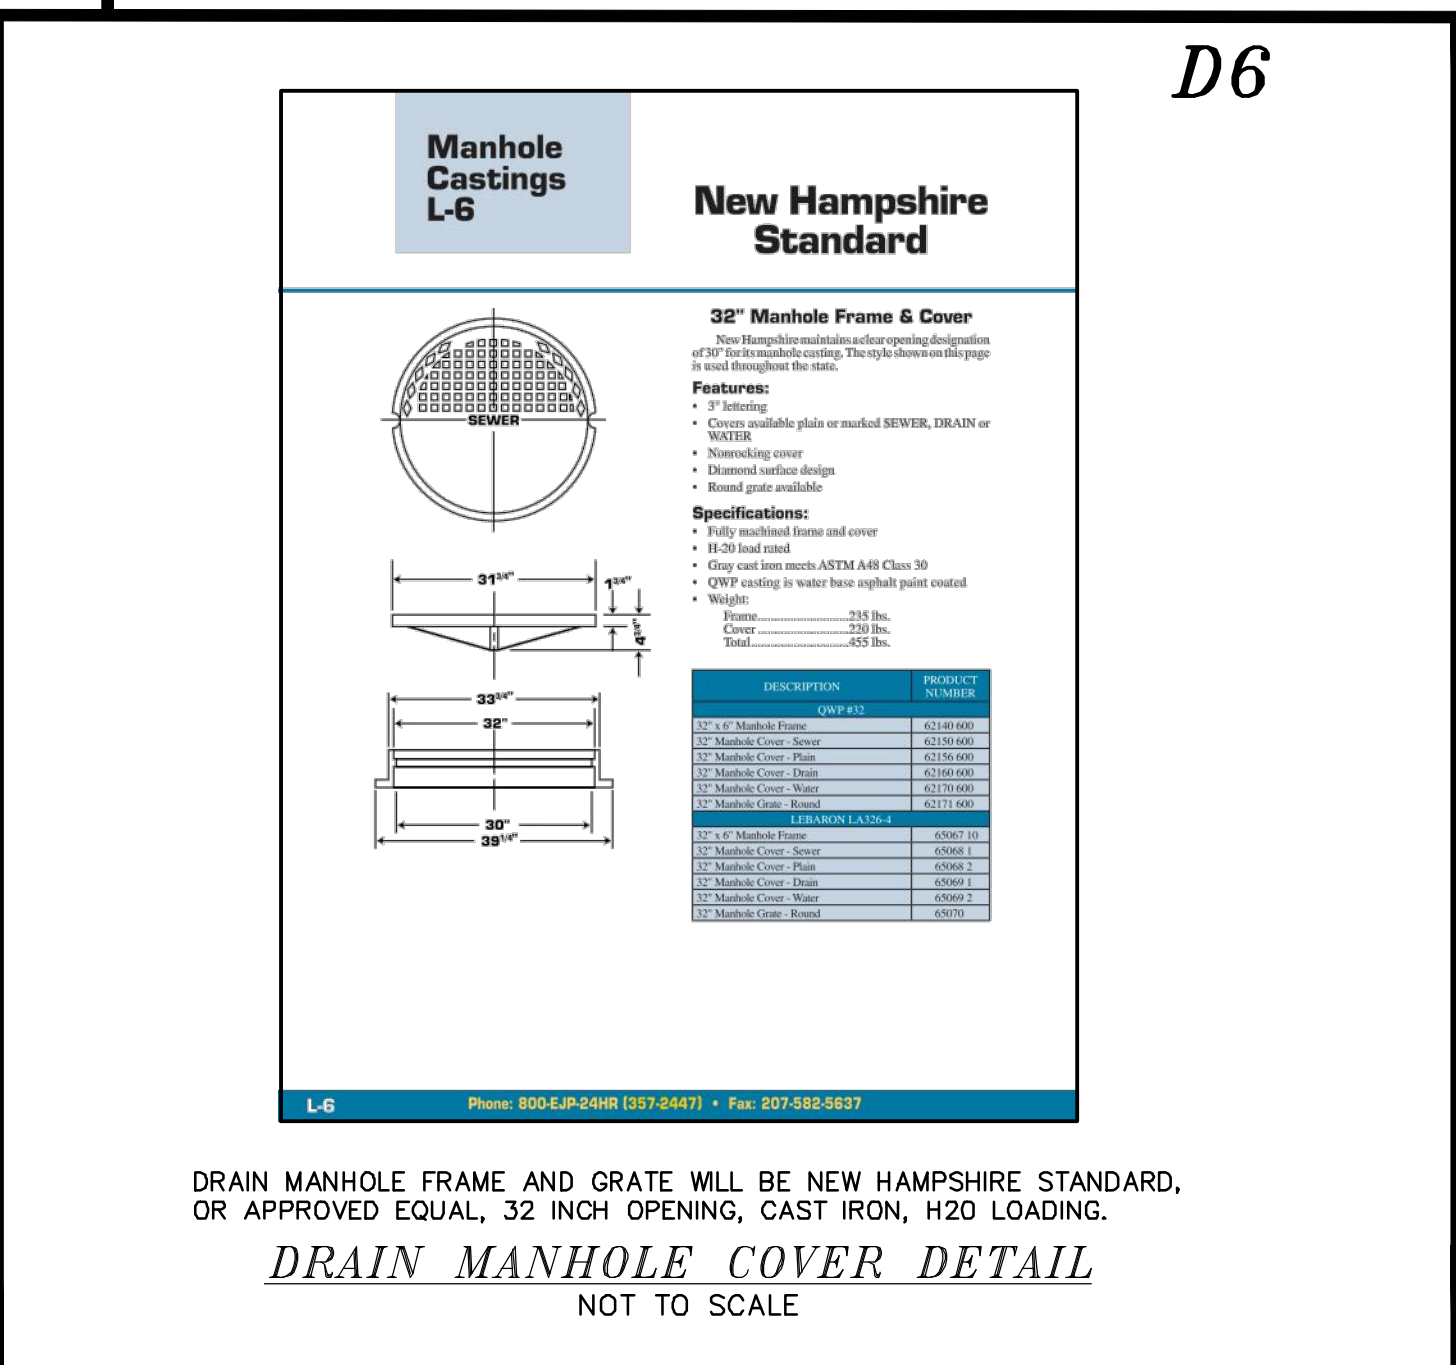 D6
Manhole
Castings
L-6
New Hampshire
Standard
32" Manhole Frame & Cover
New Hampshire maintains a clear opening designation
of 30" for its manhole casting. The style shown on this page
is used throughout the state.
Features:
• 3" lettering
• Covers available plain or marked SEWER, DRAIN or
WATER
• Nonrocking cover
• Diamond surface design
• Round grate available
Specifications:
• Fully machined frame and cover
• H-20 load rated
• Gray cast iron meets ASTM A48 Class 30
• QWP casting is water base asphalt paint coated
• Weight:
Frame............................235 lbs.
Cover............................220 lbs.
Total..............................455 lbs.
SEWER
31 3/4"
1 3/4"
4 3/4"
33 3/4"
32"
30"
39 1/4"
DESCRIPTION PRODUCT
NUMBER
QWP #32
32" x 6" Manhole Frame 62140 600
32" Manhole Cover - Sewer 62150 600
32" Manhole Cover - Plain 62156 600
32" Manhole Cover - Drain 62160 600
32" Manhole Cover - Water 62170 600
32" Manhole Grate - Round 62171 600
LEBARON LA326-4
32" x 6" Manhole Frame 65067 10
32" Manhole Cover - Sewer 65068 1
32" Manhole Cover - Plain 65068 2
32" Manhole Cover - Drain 65069 1
32" Manhole Cover - Water 65069 2
32" Manhole Grate - Round 65070
L-6 Phone: 800-EJP-24HR (357-2447) • Fax: 207-582-5637
DRAIN MANHOLE FRAME AND GRATE WILL BE NEW HAMPSHIRE STANDARD,
OR APPROVED EQUAL, 32 INCH OPENING, CAST IRON, H20 LOADING.
DRAIN MANHOLE COVER DETAIL
NOT TO SCALE